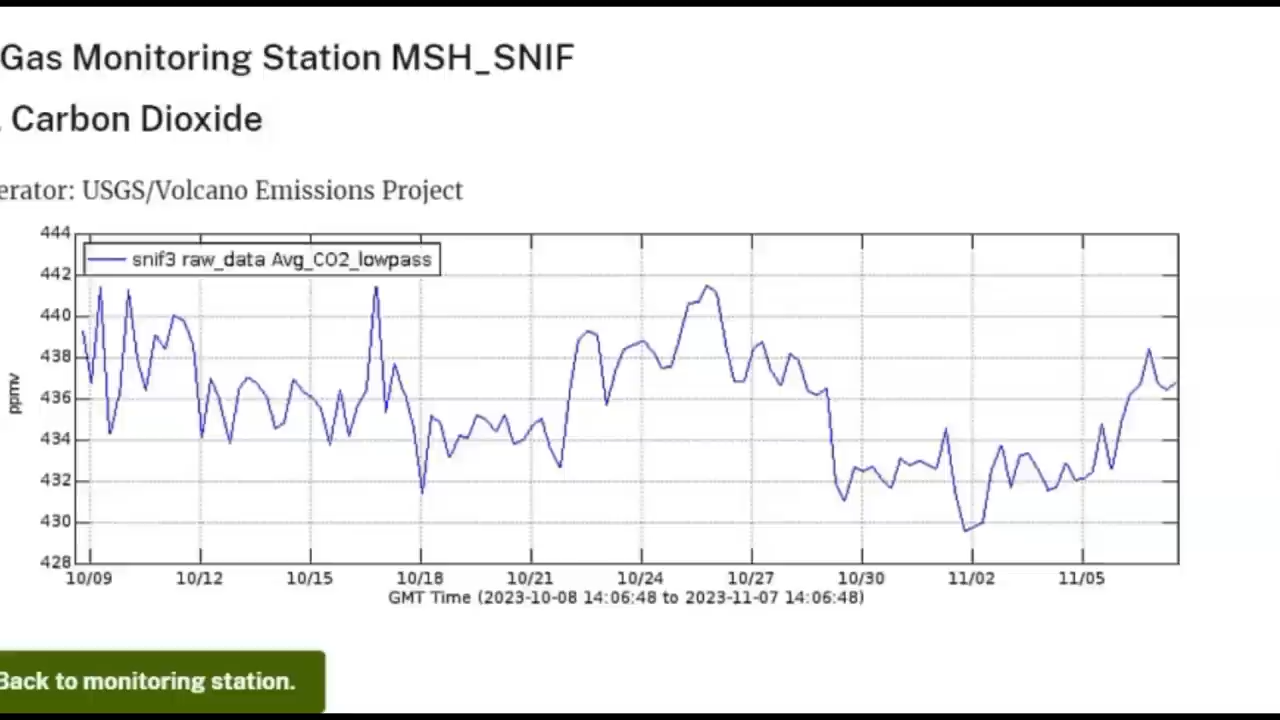 Gas Monitoring Station MSH_SNIF
Carbon Dioxide
erator: USGS/Volcano Emissions Project
444
442
440
438
436
434
432
430
428
ppmv
snif3 raw_data Avg_CO2_lowpass
10/09 10/12 10/15 10/18 10/21 10/24 10/27 10/30 11/02 11/05
GMT Time (2023-10-08 14:06:48 to 2023-11-07 14:06:48)
Back to monitoring station.